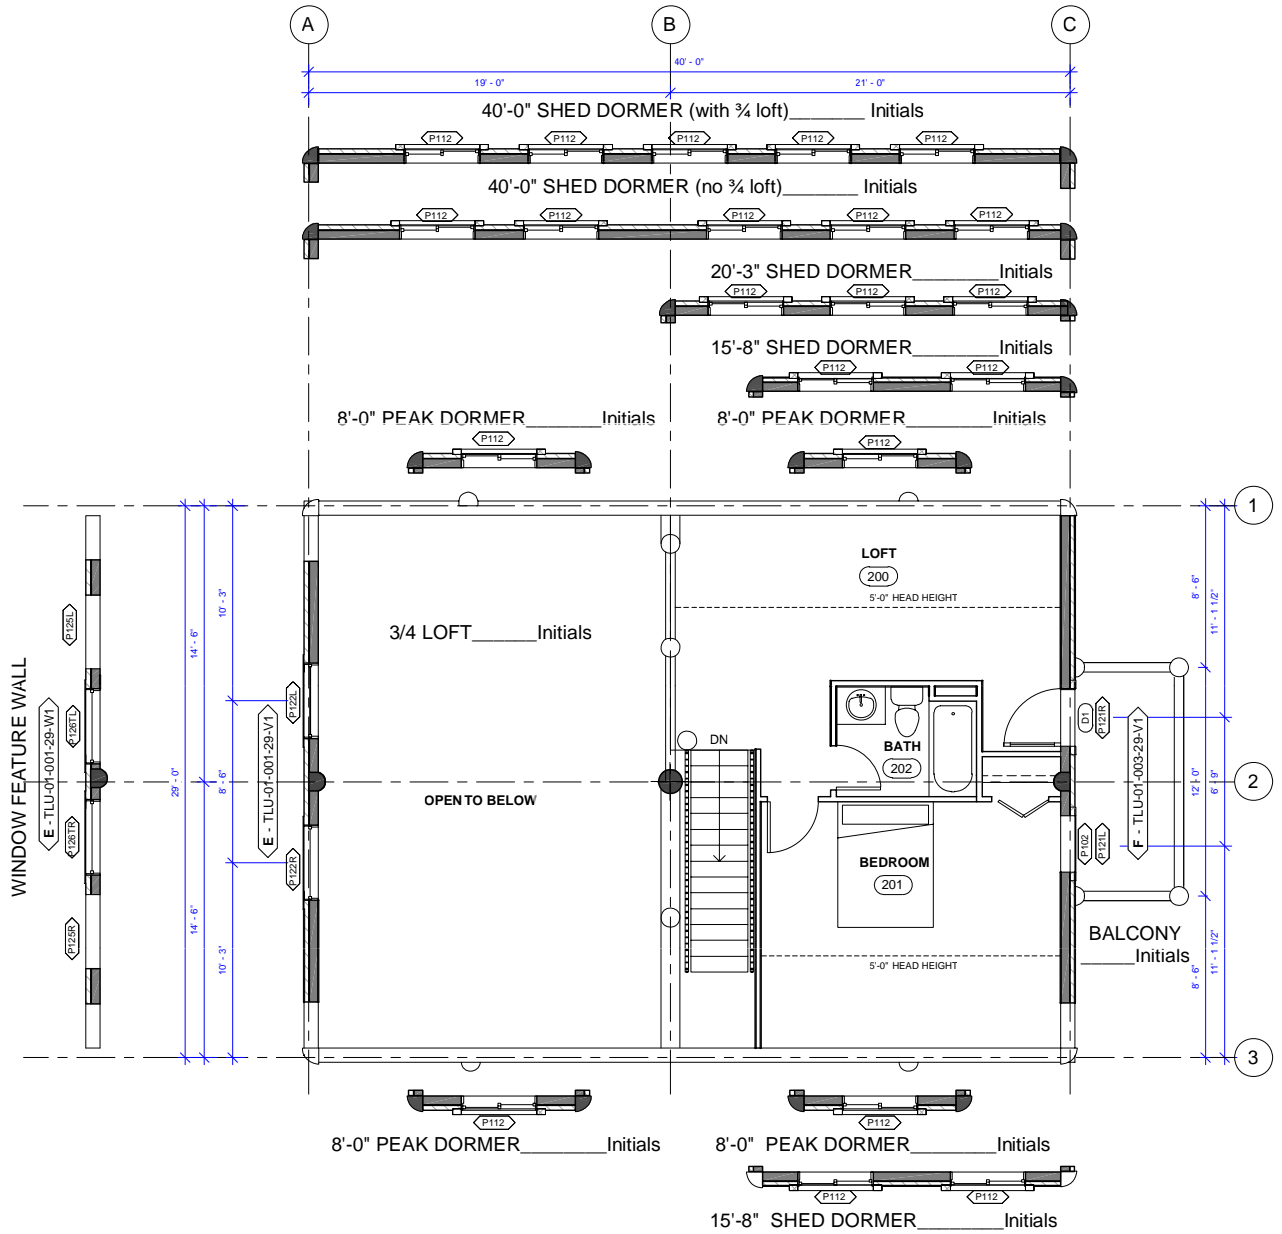 A
B
C
40' - 0"
19' - 0"
21' - 0"
40'-0" SHED DORMER (with ¾ loft)_______ Initials
P112
P112
P112
P112
P112
40'-0" SHED DORMER (no ¾ loft)_______ Initials
P112
P112
P112
P112
P112
20'-3" SHED DORMER________Initials
P112
P112
P112
15'-8" SHED DORMER________Initials
P112
P112
8'-0" PEAK DORMER_______Initials
8'-0" PEAK DORMER________Initials
P112
P112
1
2
3
WINDOW FEATURE WALL
E - TLU-01-001-29-W1
P125L
P126TL
P126TR
P125R
29' - 0"
14' - 6"
14' - 6"
10' - 3"
8' - 6"
10' - 3"
E - TLU-01-001-29-V1
P122L
P122R
3/4 LOFT______Initials
OPEN TO BELOW
LOFT
200
5'-0" HEAD HEIGHT
DN
BATH
202
BEDROOM
201
5'-0" HEAD HEIGHT
D1
P121R
P102
P121L
F - TLU-01-003-29-V1
8' - 6"
12' - 0"
8' - 6"
11' - 1 1/2"
6' - 9"
11' - 1 1/2"
BALCONY
_____Initials
P112
P112
8'-0" PEAK DORMER________Initials
8'-0" PEAK DORMER________Initials
P112
P112
15'-8" SHED DORMER________Initials